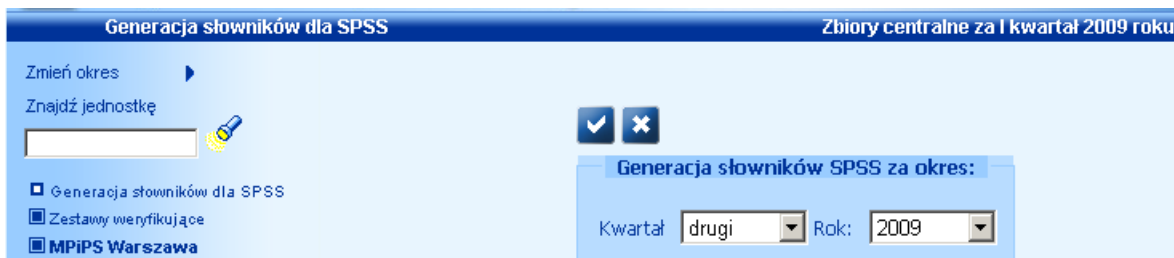 Generacja słowników dla SPSS
Zbiory centralne za I kwartał 2009 roku
Zmień okres
Znajdź jednostkę
Generacja słowników dla SPSS
Zestawy weryfikujące
MPiPS Warszawa
Generacja słowników SPSS za okres:
Kwartał drugi Rok: 2009